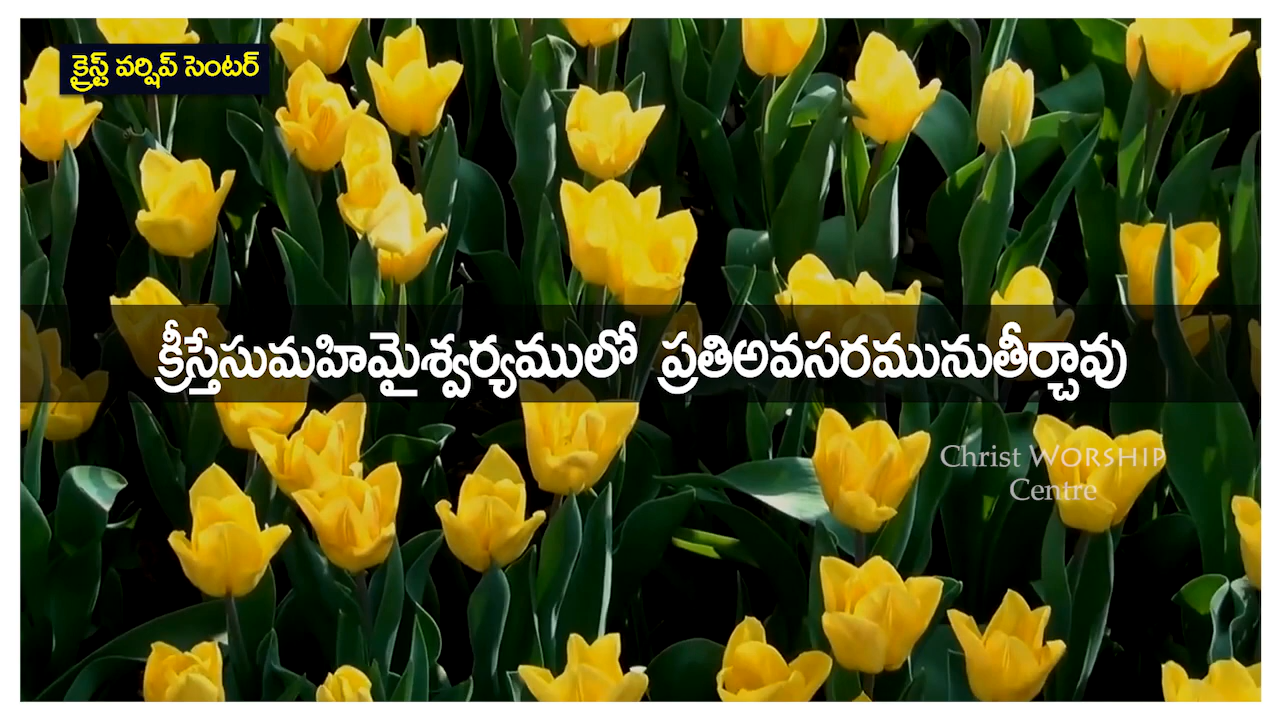 క్రైస్ట్ వర్షిప్ సెంటర్
క్రీస్తేసుమహిమైశ్వర్యములో ప్రతిఅవసరమునుతీర్చావు
Christ WORSHIP
Centre